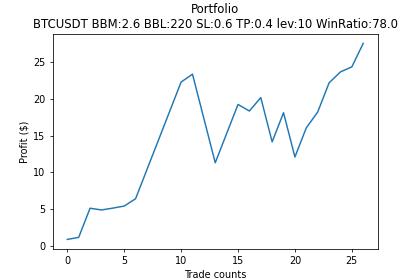 Portfolio
BTCUSDT BBM:2.6 BBL:220 SL:0.6 TP:0.4 lev:10 WinRatio:78.0
Profit ($)
25
20
15
10
5
0
0 5 10 15 20 25
Trade counts